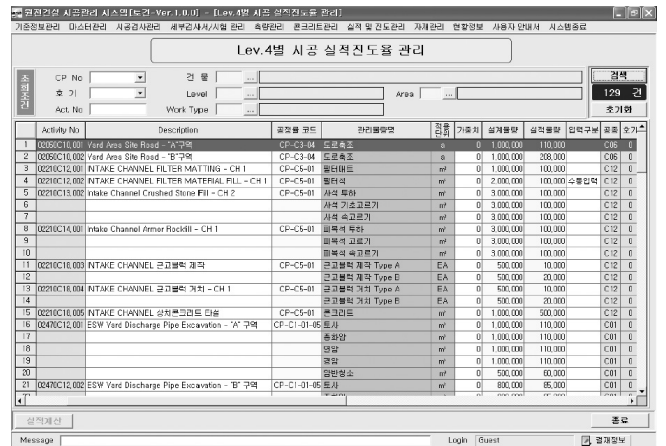 원전건설 시공관리 시스템[토건-Ver.1.0.0] - [Lev.4별 시공 실적진도율 관리]
기준정보관리 마스터관리 시공검사관리 세부검사서/시험 관리 측량관리 콘크리트관리 실적 및 진도관리 자재관리 현황정보 사용자 안내서 시스템종료
Lev.4별 시공 실적진도율 관리
조회조건
CP No 건 물 ... 검색
호 기 Level ... Area ... 129 건
Act. No Work Type ... 초기화
Activity No Description 공정률 코드 관리물량명 적용단위 가중치 설계물량 실적물량 입력구분 공종 호기
1 02050C10,001 Yard Area Site Road - "A"구역 CP-C3-04 도로축조 a 0 1,000,000 110,000 C06 0
2 02050C10,002 Yard Area Site Road - "B"구역 CP-C3-04 도로축조 a 0 1,000,000 208,000 C06 0
3 02210C12,001 INTAKE CHANNEL FILTER MATTING - CH 1 CP-C5-01 필터매트 m² 0 1,000,000 100,000 C12 0
4 02210C12,002 INTAKE CHANNEL FILTER MATERIAL FILL - CH 1 CP-C5-01 필터석 m³ 0 2,000,000 100,000 수동입력 C12 0
5 02210C13,002 Intake Channel Crushed Stone Fill - CH 2 CP-C5-01 사석 투하 m³ 0 3,000,000 100,000 C12 0
6 사석 기초고르기 m² 0 3,000,000 100,000 C12 0
7 사석 속고르기 m² 0 3,000,000 100,000 C12 0
8 02210C14,001 Intake Channel Armor Rockfill - CH 1 CP-C5-01 피복석 투하 m³ 0 3,000,000 100,000 C12 0
9 피복석 고르기 m² 0 3,000,000 100,000 C12 0
10 피복석 속고르기 m² 0 3,000,000 100,000 C12 0
11 02210C18,003 INTAKE CHANNEL 근고블럭 제작 CP-C5-01 근고블럭 제작 Type A EA 0 500,000 10,000 C12 0
12 근고블럭 제작 Type B EA 0 500,000 20,000 C12 0
13 02210C18,004 INTAKE CHANNEL 근고블럭 거치 - CH 1 CP-C5-01 근고블럭 거치 Type A EA 0 500,000 10,000 C12 0
14 근고블럭 거치 Type B EA 0 500,000 20,000 C12 0
15 02210C18,005 INTAKE CHANNEL 상치콘크리트 타설 CP-C5-01 콘크리트 m³ 0 1,000,000 500,000 C12 0
16 02470C12,001 ESW Yard Discharge Pipe Excavation - "A" 구역 CP-C1-01-05 토사 m³ 0 1,000,000 110,000 C01 0
17 풍화암 m³ 0 1,000,000 110,000 C01 0
18 연암 m³ 0 1,000,000 110,000 C01 0
19 경암 m³ 0 1,000,000 110,000 C01 0
20 암반청소 m² 0 500,000 60,000 C01 0
21 02470C12,002 ESW Yard Discharge Pipe Excavation - "B" 구역 CP-C1-01-05 토사 m³ 0 800,000 85,000 C01 0
실적계산 종료
Message Login Guest 결재정보